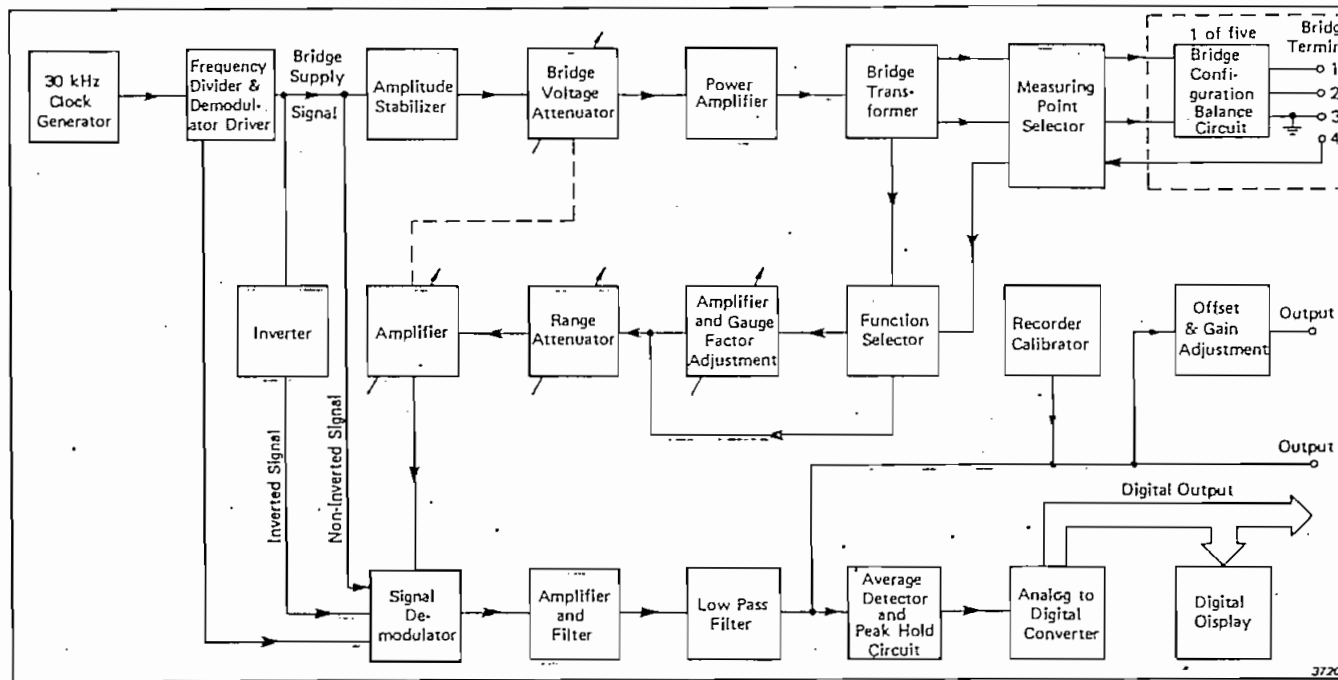 30 kHz
Clock
Generator
Frequency
Divider &
Demodul-
ator Driver
Bridge
Supply
Signal
Amplitude
Stabilizer
Bridge
Voltage
Attenuator
Power
Amplifier
Bridge
Trans-
former
Measuring
Point
Selector
1 of five
Bridge
Confi-
guration
Balance
Circuit
1
2
3
4
Inverter
Amplifier
Range
Attenuator
Amplifier
and Gauge
Factor
Adjustment
Function
Selector
Recorder
Calibrator
Offset
& Gain
Adjustment
Output
Output
Inverted Signal
Non-Inverted Signal
Digital Output
Signal
De-
modulator
Amplifier
and
Filter
Low Pass
Filter
Average
Detector
and
Peak Hold
Circuit
Analog to
Digital
Converter
Digital
Display